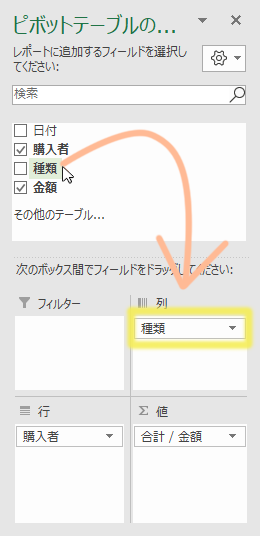 ピボットテーブルの...
レポートに追加するフィールドを選択し
てください:
検索
日付
購入者
種類
金額
その他のテーブル...
次のボックス間でフィールドをドラッグしてください:
フィルター
列
種類
行
Σ 値
購入者
合計 / 金額